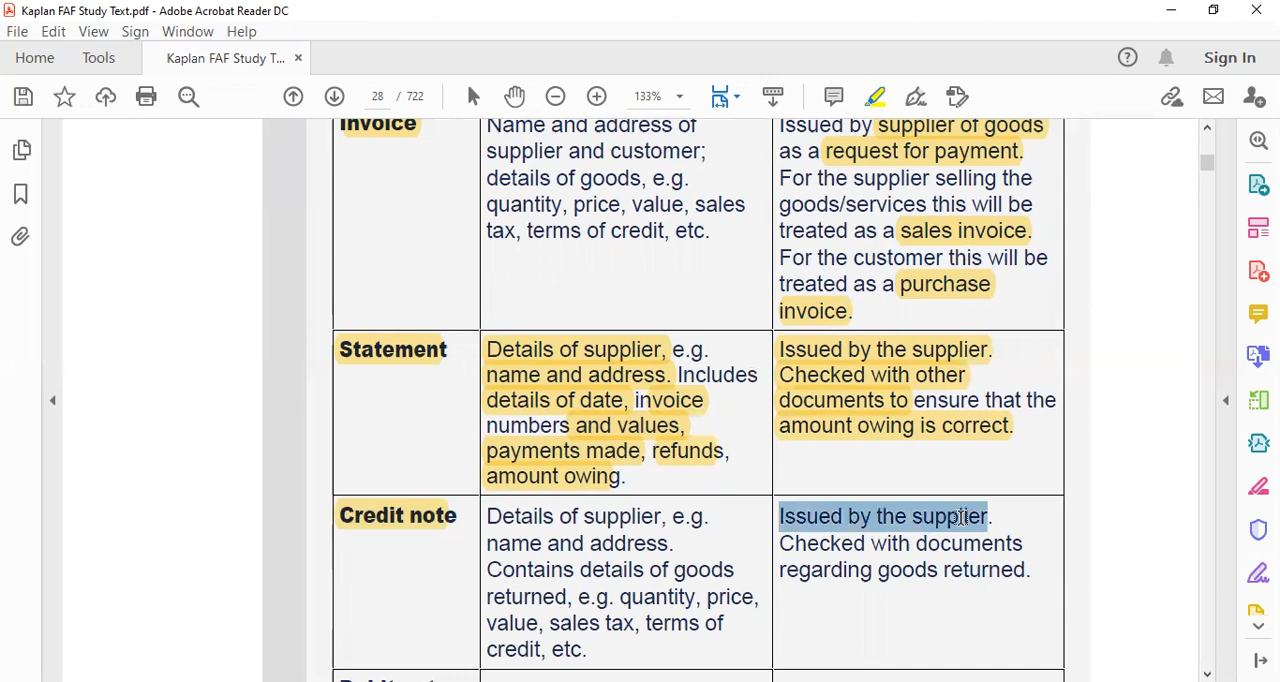 Kaplan FAF Study Text.pdf - Adobe Acrobat Reader DC
File Edit View Sign Window Help
Home Tools Kaplan FAF Study T... × Sign In
28 / 722 133%
Invoice
Name and address of
supplier and customer;
details of goods, e.g.
quantity, price, value, sales
tax, terms of credit, etc.
Issued by supplier of goods
as a request for payment.
For the supplier selling the
goods/services this will be
treated as a sales invoice.
For the customer this will be
treated as a purchase
invoice.
Statement
Details of supplier, e.g.
name and address. Includes
details of date, invoice
numbers and values,
payments made, refunds,
amount owing.
Issued by the supplier.
Checked with other
documents to ensure that the
amount owing is correct.
Credit note
Details of supplier, e.g.
name and address.
Contains details of goods
returned, e.g. quantity, price,
value, sales tax, terms of
credit, etc.
Issued by the supplier.
Checked with documents
regarding goods returned.